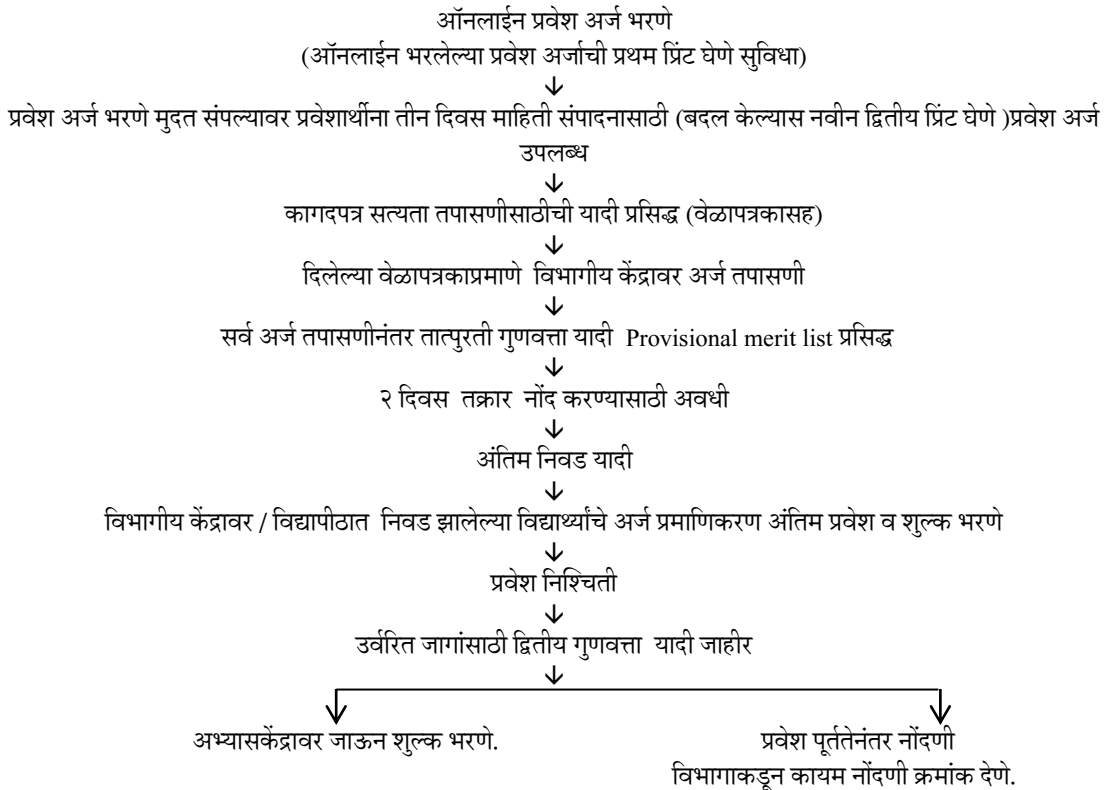 ऑनलाईन प्रवेश अर्ज भरणे
(ऑनलाईन भरलेल्या प्रवेश अर्जाची प्रथम प्रिंट घेणे सुविधा)
प्रवेश अर्ज भरणे मुदत संपल्यावर प्रवेशार्थीना तीन दिवस माहिती संपादनासाठी (बदल केल्यास नवीन द्वितीय प्रिंट घेणे )प्रवेश अर्ज
उपलब्ध
कागदपत्र सत्यता तपासणीसाठीची यादी प्रसिद्ध (वेळापत्रकासह)
दिलेल्या वेळापत्रकाप्रमाणे विभागीय केंद्रावर अर्ज तपासणी
सर्व अर्ज तपासणीनंतर तात्पुरती गुणवत्ता यादी Provisional merit list प्रसिद्ध
२ दिवस तक्रार नोंद करण्यासाठी अवधी
अंतिम निवड यादी
विभागीय केंद्रावर / विद्यापीठात निवड झालेल्या विद्यार्थ्यांचे अर्ज प्रमाणिकरण अंतिम प्रवेश व शुल्क भरणे
प्रवेश निश्चिती
उर्वरित जागांसाठी द्वितीय गुणवत्ता यादी जाहीर
अभ्यासकेंद्रावर जाऊन शुल्क भरणे.
प्रवेश पूर्ततेनंतर नोंदणी
विभागाकडून कायम नोंदणी क्रमांक देणे.